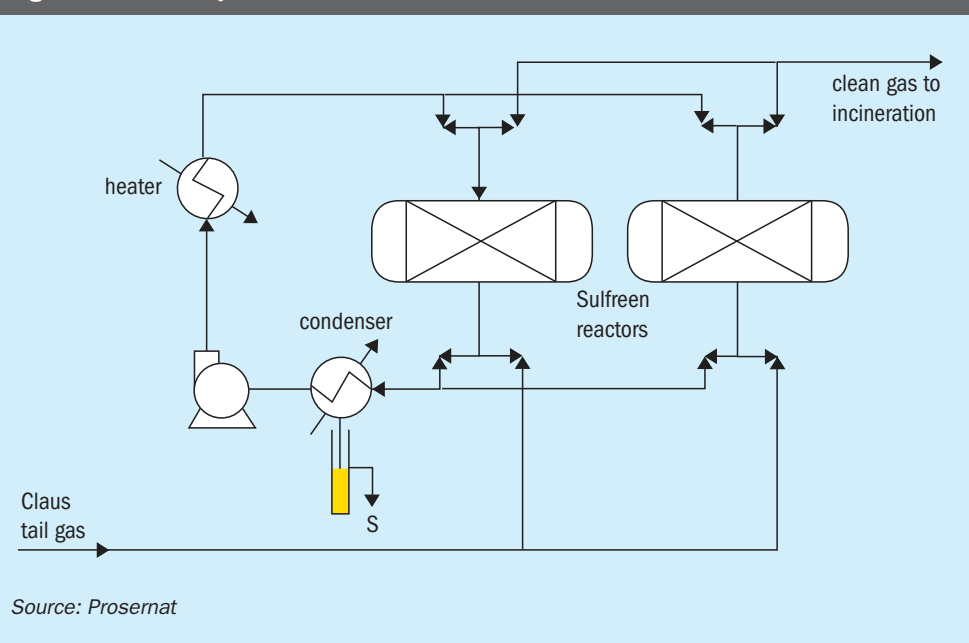 clean gas to
incineration
heater
Sulfreen
reactors
condenser
Claus
tail gas
S
Source: Prosernat